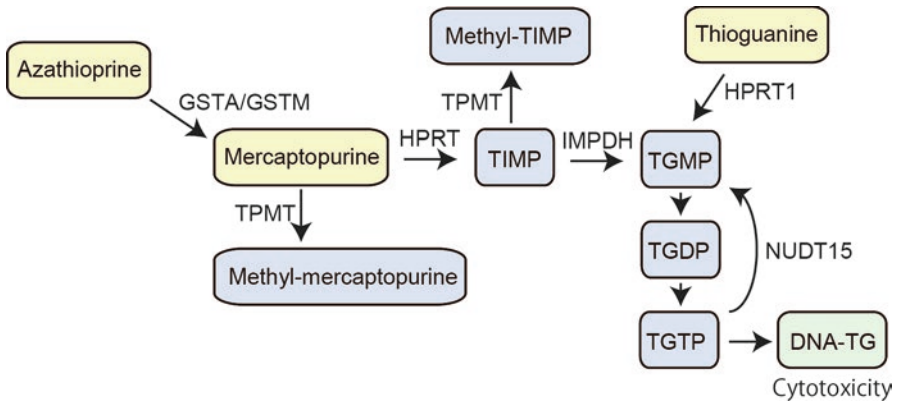 Methyl-TIMP
Thioguanine
Azathioprine
GSTA/GSTM
TPMT
HPRT1
HPRT
IMPDH
Mercaptopurine
TIMP
TGMP
TPMT
TGDP
NUDT15
Methyl-mercaptopurine
TGTP
DNA-TG
Cytotoxicity